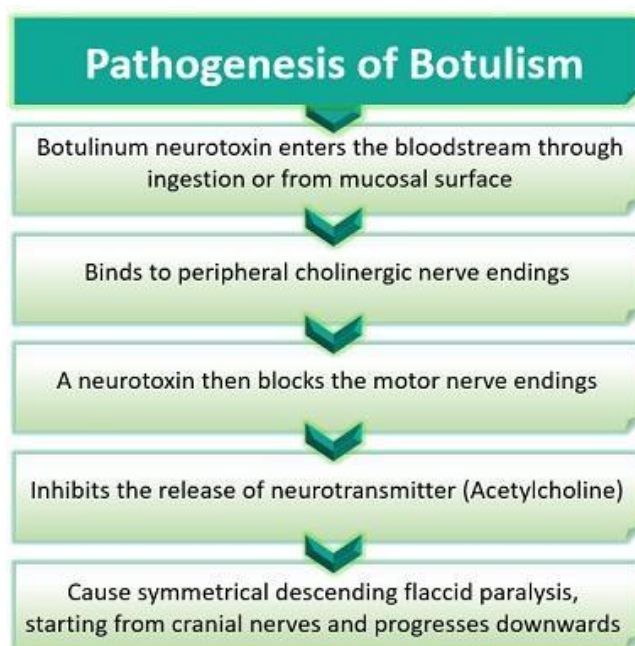 Pathogenesis of Botulism
Botulinum neurotoxin enters the bloodstream through
ingestion or from mucosal surface
Binds to peripheral cholinergic nerve endings
A neurotoxin then blocks the motor nerve endings
Inhibits the release of neurotransmitter (Acetylcholine)
Cause symmetrical descending flaccid paralysis,
starting from cranial nerves and progresses downwards